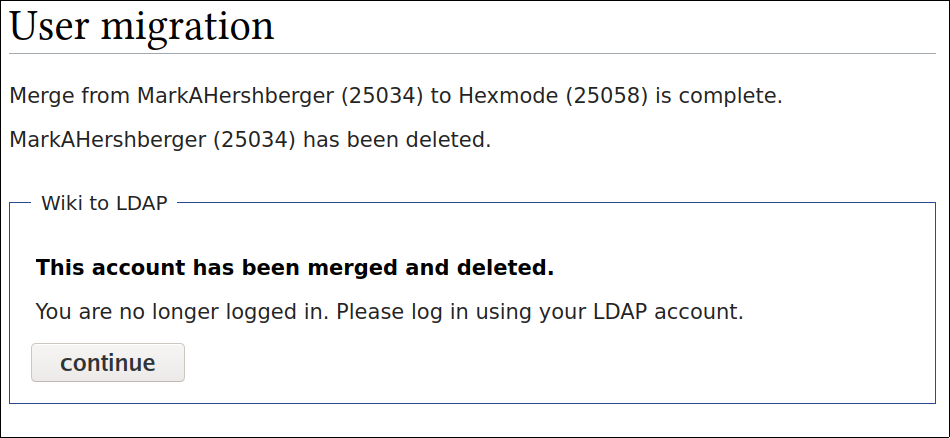 User migration
Merge from MarkAHershberger (25034) to Hexmode (25058) is complete.
MarkAHershberger (25034) has been deleted.
Wiki to LDAP
This account has been merged and deleted.
You are no longer logged in. Please log in using your LDAP account.
continue